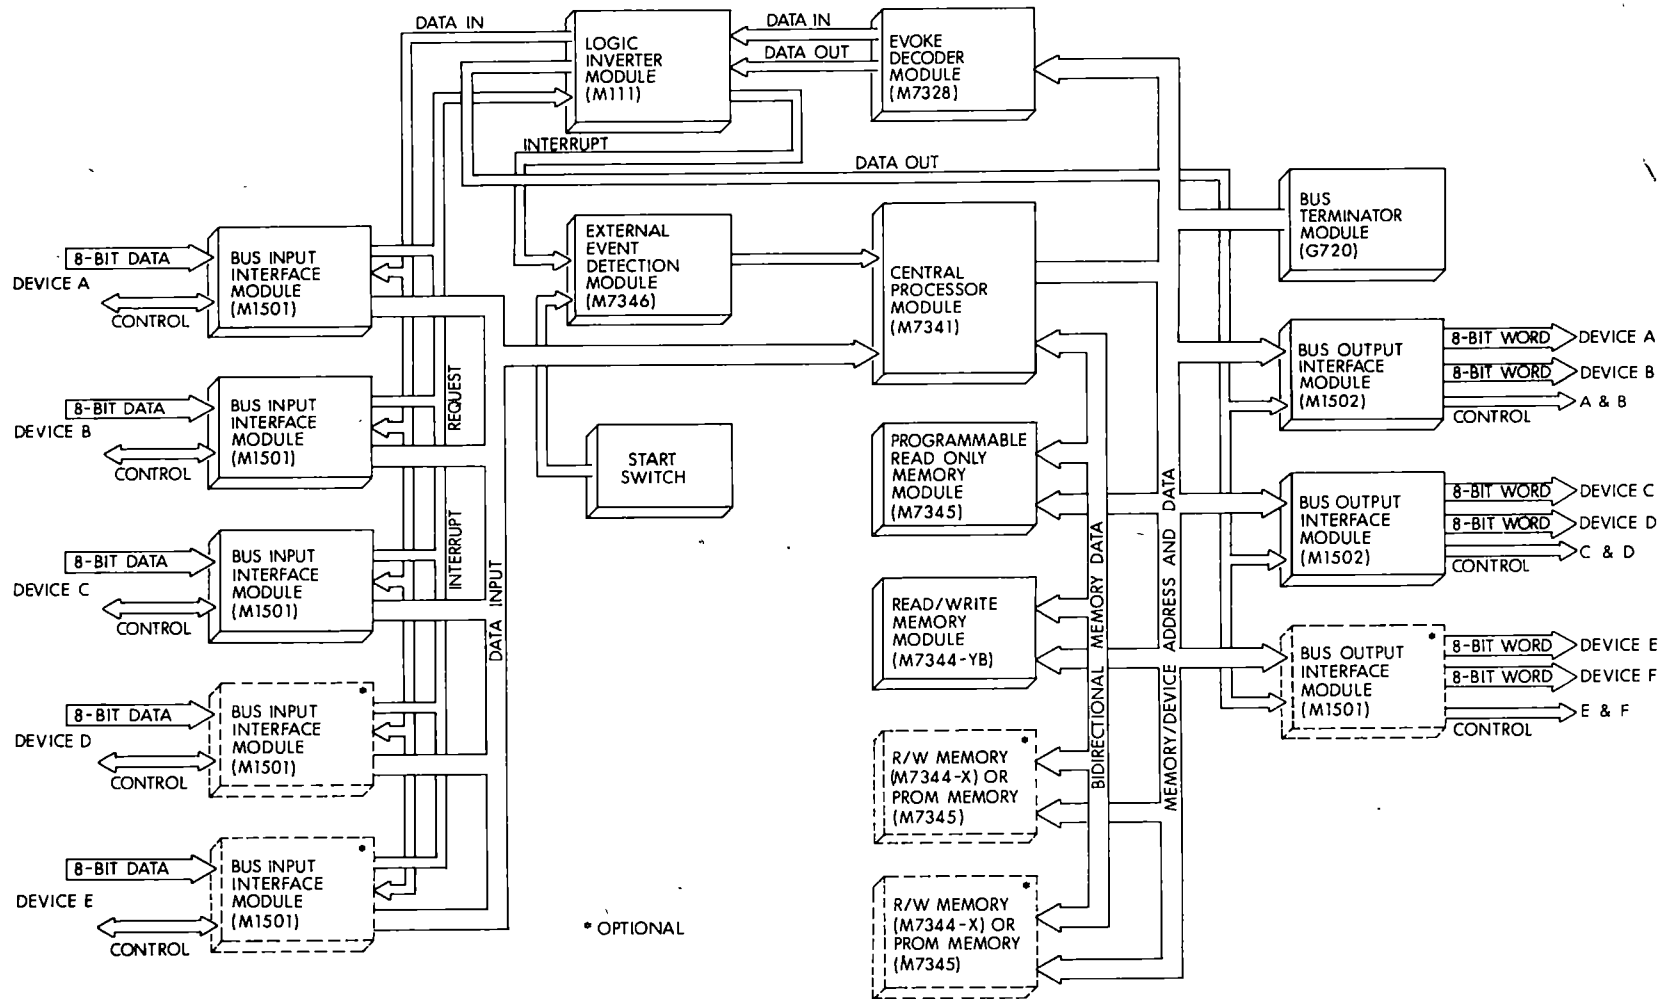 DATA IN
LOGIC
INVERTER
MODULE
(M111)
DATA IN
DATA OUT
EVOKE
DECODER
MODULE
(M7328)
INTERRUPT
DATA OUT
BUS
TERMINATOR
MODULE
(G720)
EXTERNAL
EVENT
DETECTION
MODULE
(M7346)
CENTRAL
PROCESSOR
MODULE
(M7341)
8-BIT DATA
DEVICE A
CONTROL
BUS INPUT
INTERFACE
MODULE
(M1501)
8-BIT DATA
DEVICE B
CONTROL
BUS INPUT
INTERFACE
MODULE
(M1501)
8-BIT DATA
DEVICE C
CONTROL
BUS INPUT
INTERFACE
MODULE
(M1501)
8-BIT DATA
DEVICE D
CONTROL
*
BUS INPUT
INTERFACE
MODULE
(M1501)
8-BIT DATA
DEVICE E
CONTROL
*
BUS INPUT
INTERFACE
MODULE
(M1501)
REQUEST
INTERRUPT
DATA INPUT
START
SWITCH
PROGRAMMABLE
READ ONLY
MEMORY
MODULE
(M7345)
READ/WRITE
MEMORY
MODULE
(M7344-YB)
*
R/W MEMORY
(M7344-X) OR
PROM MEMORY
(M7345)
*
R/W MEMORY
(M7344-X) OR
PROM MEMORY
(M7345)
BIDIRECTIONAL MEMORY DATA
MEMORY/DEVICE ADDRESS AND DATA
BUS OUTPUT
INTERFACE
MODULE
(M1502)
8-BIT WORD
DEVICE A
8-BIT WORD
DEVICE B
A & B
CONTROL
BUS OUTPUT
INTERFACE
MODULE
(M1502)
8-BIT WORD
DEVICE C
8-BIT WORD
DEVICE D
C & D
CONTROL
*
BUS OUTPUT
INTERFACE
MODULE
(M1501)
8-BIT WORD
DEVICE E
8-BIT WORD
DEVICE F
E & F
CONTROL
* OPTIONAL